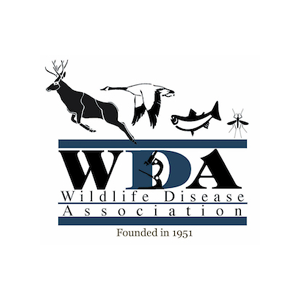 WDA
Wildlife Disease
Association
Founded in 1951